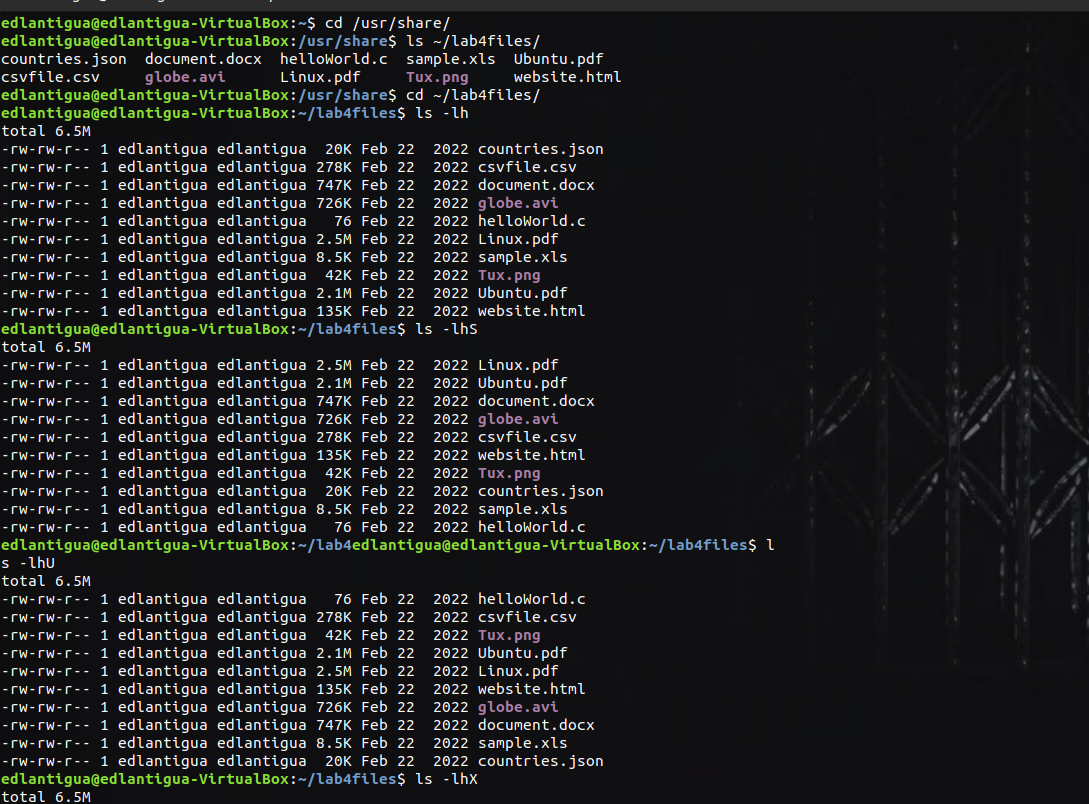 edlantigua@edlantigua-VirtualBox:~$ cd /usr/share/
edlantigua@edlantigua-VirtualBox:/usr/share$ ls ~/lab4files/
countries.json  document.docx  helloWorld.c  sample.xls  Ubuntu.pdf
csvfile.csv     globe.avi      Linux.pdf     Tux.png     website.html
edlantigua@edlantigua-VirtualBox:/usr/share$ cd ~/lab4files/
edlantigua@edlantigua-VirtualBox:~/lab4files$ ls -lh
total 6.5M
-rw-rw-r-- 1 edlantigua edlantigua  20K Feb 22  2022 countries.json
-rw-rw-r-- 1 edlantigua edlantigua 278K Feb 22  2022 csvfile.csv
-rw-rw-r-- 1 edlantigua edlantigua 747K Feb 22  2022 document.docx
-rw-rw-r-- 1 edlantigua edlantigua 726K Feb 22  2022 globe.avi
-rw-rw-r-- 1 edlantigua edlantigua   76 Feb 22  2022 helloWorld.c
-rw-rw-r-- 1 edlantigua edlantigua 2.5M Feb 22  2022 Linux.pdf
-rw-rw-r-- 1 edlantigua edlantigua 8.5K Feb 22  2022 sample.xls
-rw-rw-r-- 1 edlantigua edlantigua  42K Feb 22  2022 Tux.png
-rw-rw-r-- 1 edlantigua edlantigua 2.1M Feb 22  2022 Ubuntu.pdf
-rw-rw-r-- 1 edlantigua edlantigua 135K Feb 22  2022 website.html
edlantigua@edlantigua-VirtualBox:~/lab4files$ ls -lhS
total 6.5M
-rw-rw-r-- 1 edlantigua edlantigua 2.5M Feb 22  2022 Linux.pdf
-rw-rw-r-- 1 edlantigua edlantigua 2.1M Feb 22  2022 Ubuntu.pdf
-rw-rw-r-- 1 edlantigua edlantigua 747K Feb 22  2022 document.docx
-rw-rw-r-- 1 edlantigua edlantigua 726K Feb 22  2022 globe.avi
-rw-rw-r-- 1 edlantigua edlantigua 278K Feb 22  2022 csvfile.csv
-rw-rw-r-- 1 edlantigua edlantigua 135K Feb 22  2022 website.html
-rw-rw-r-- 1 edlantigua edlantigua  42K Feb 22  2022 Tux.png
-rw-rw-r-- 1 edlantigua edlantigua  20K Feb 22  2022 countries.json
-rw-rw-r-- 1 edlantigua edlantigua 8.5K Feb 22  2022 sample.xls
-rw-rw-r-- 1 edlantigua edlantigua   76 Feb 22  2022 helloWorld.c
edlantigua@edlantigua-VirtualBox:~/lab4edlantigua@edlantigua-VirtualBox:~/lab4files$ l
s -lhU
total 6.5M
-rw-rw-r-- 1 edlantigua edlantigua   76 Feb 22  2022 helloWorld.c
-rw-rw-r-- 1 edlantigua edlantigua 278K Feb 22  2022 csvfile.csv
-rw-rw-r-- 1 edlantigua edlantigua  42K Feb 22  2022 Tux.png
-rw-rw-r-- 1 edlantigua edlantigua 2.1M Feb 22  2022 Ubuntu.pdf
-rw-rw-r-- 1 edlantigua edlantigua 2.5M Feb 22  2022 Linux.pdf
-rw-rw-r-- 1 edlantigua edlantigua 135K Feb 22  2022 website.html
-rw-rw-r-- 1 edlantigua edlantigua 726K Feb 22  2022 globe.avi
-rw-rw-r-- 1 edlantigua edlantigua 747K Feb 22  2022 document.docx
-rw-rw-r-- 1 edlantigua edlantigua 8.5K Feb 22  2022 sample.xls
-rw-rw-r-- 1 edlantigua edlantigua  20K Feb 22  2022 countries.json
edlantigua@edlantigua-VirtualBox:~/lab4files$ ls -lhX
total 6.5M